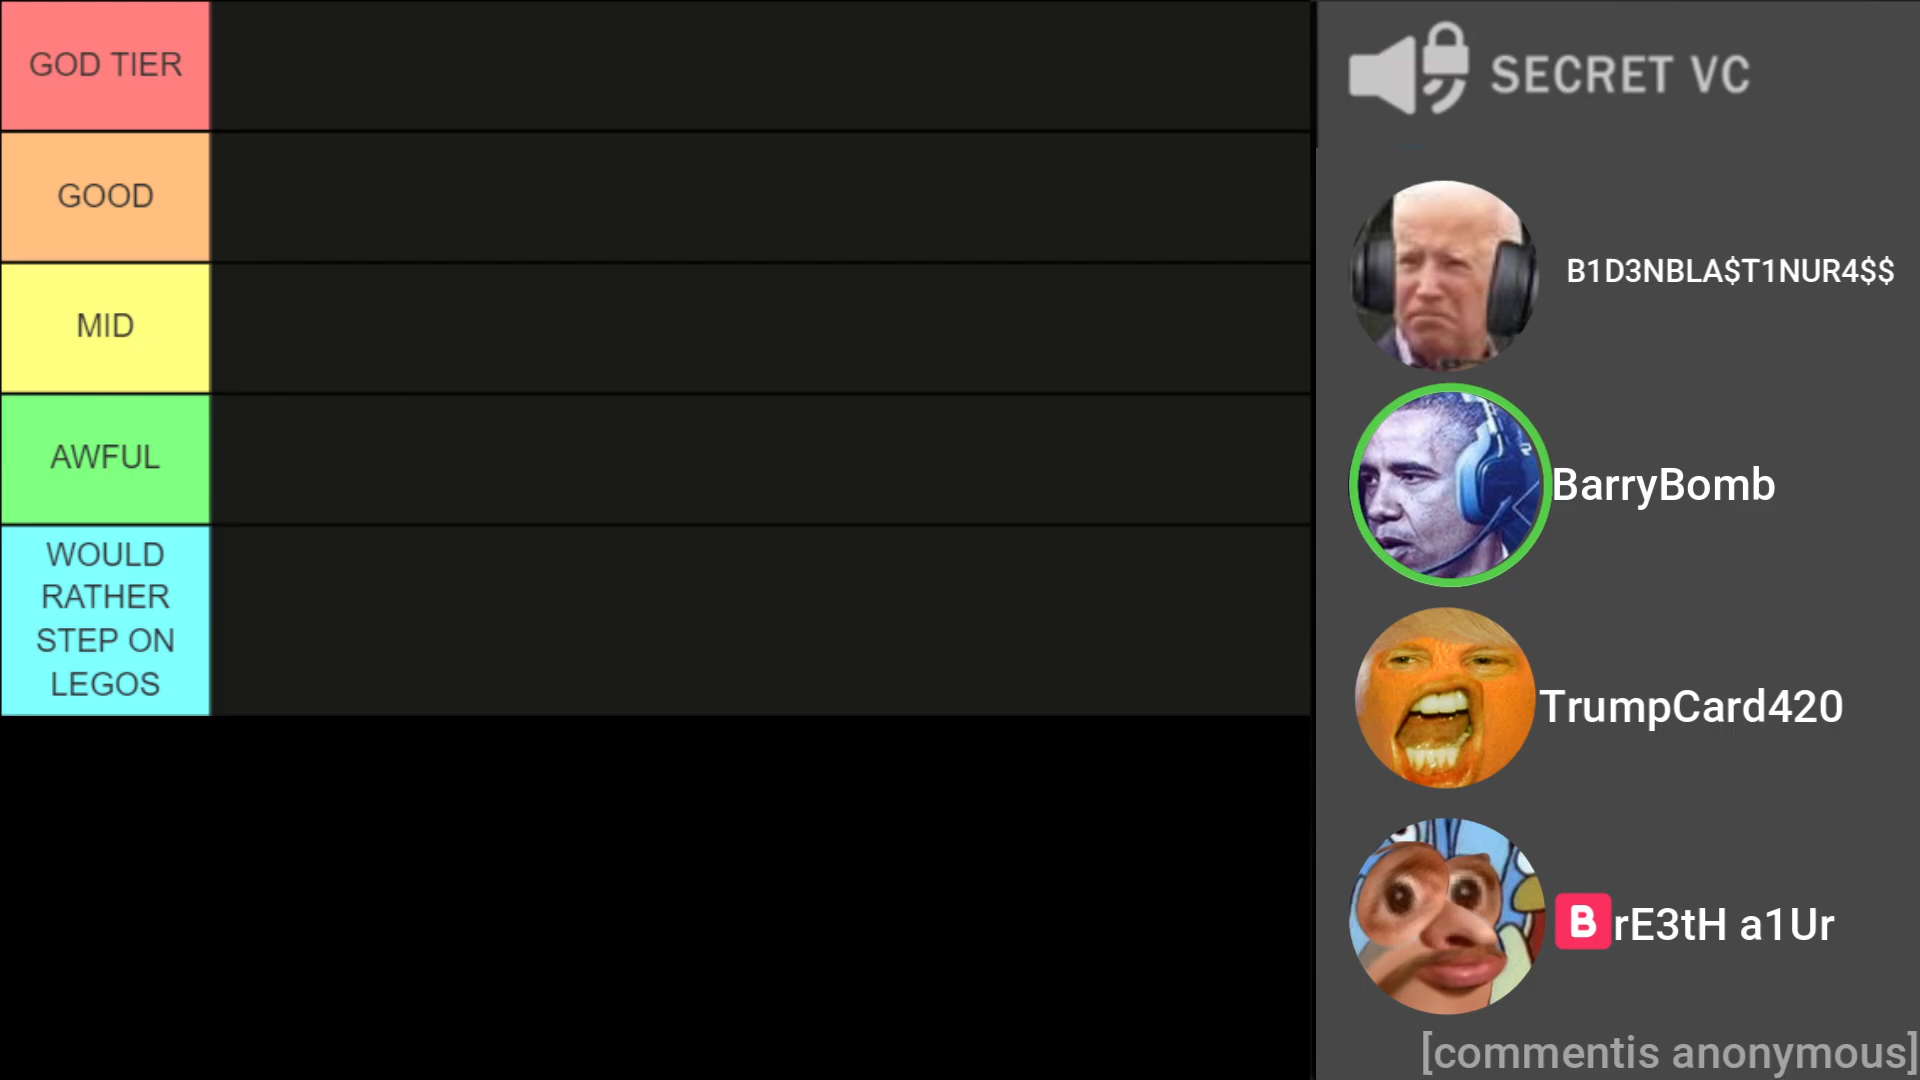 GOD TIER
GOOD
MID
AWFUL
WOULD
RATHER
STEP ON
LEGOS
SECRET VC
B1D3NBLA$T1NUR4$$
BarryBomb
TrumpCard420
🅱rE3tH a1Ur
[commentis anonymous]